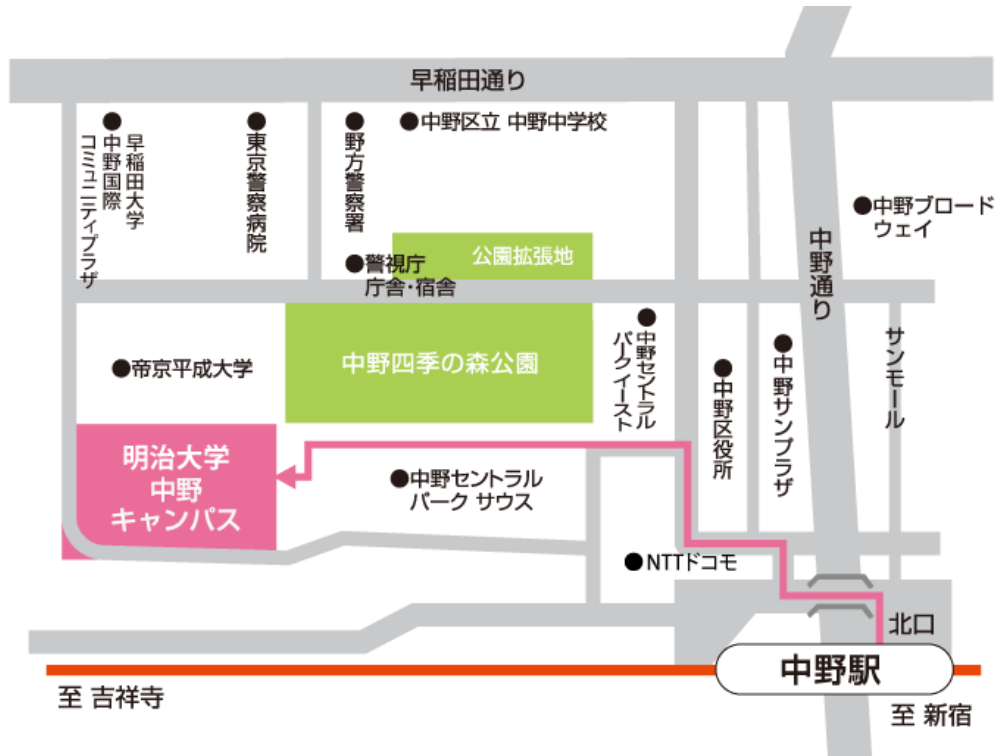 早稲田通り
早稲田大学
中野国際
コミュニティプラザ
東京警察病院
野方警察署
中野区立 中野中学校
中野ブロード
ウェイ
中野通り
公園拡張地
警視庁
庁舎・宿舎
中野四季の森公園
帝京平成大学
中野セントラル
パーク イースト
中野区役所
中野サンプラザ
サンモール
明治大学
中野
キャンパス
中野セントラル
パーク サウス
NTTドコモ
北口
中野駅
至 吉祥寺
至 新宿